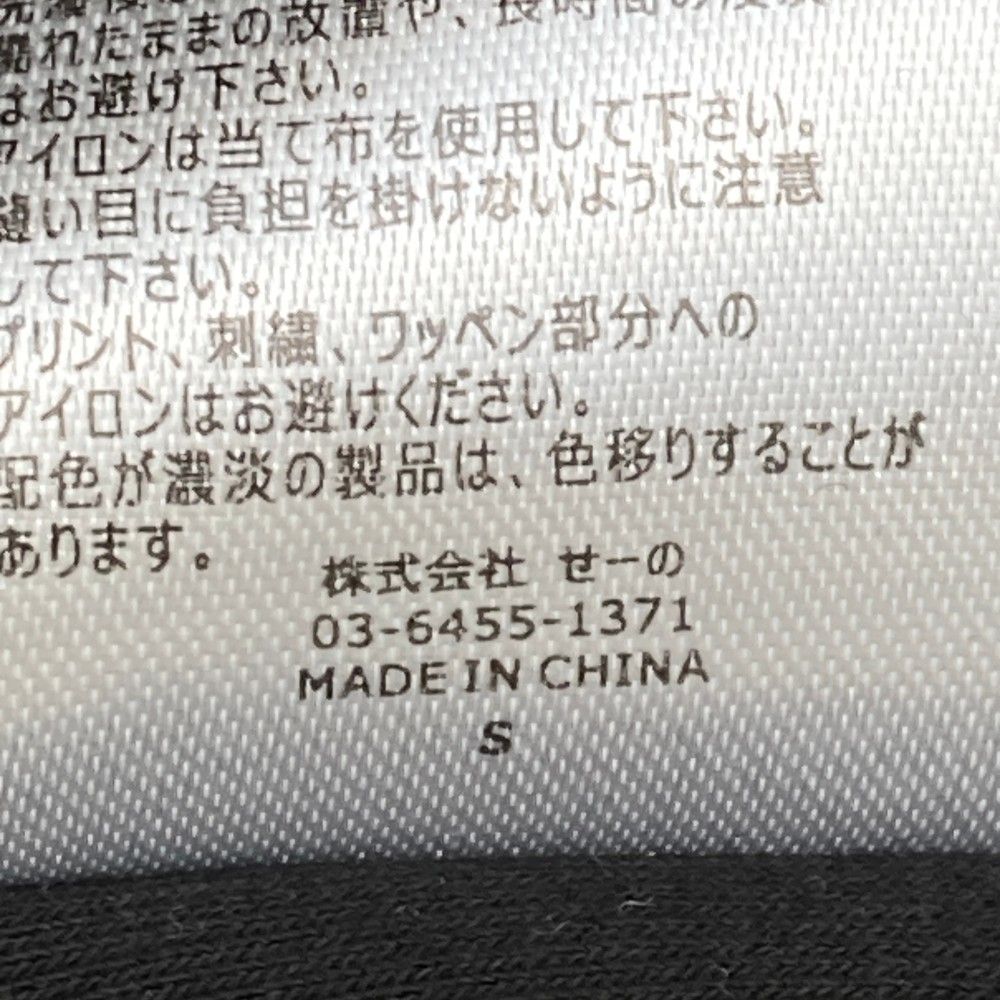 れたままの放置や、長時間の
はお避け下さい。
アイロンは当て布を使用して下さい。
縫い目に負担を掛けないように注意
して下さい。
プリント、刺繍、ワッペン部分への
アイロンはお避けください。
配色が濃淡の製品は、色移りすることが
あります。
株式会社 せーの
03-6455-1371
MADE IN CHINA
S